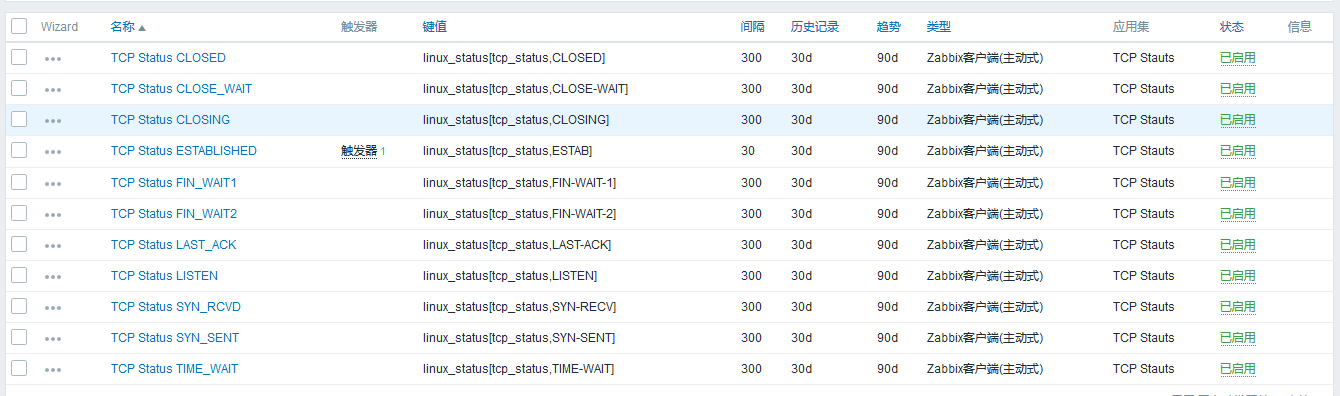 Wizard 名称 触发器 键值 间隔 历史记录 趋势 类型 应用集 状态 信息
TCP Status CLOSED linux_status[tcp_status,CLOSED] 300 30d 90d Zabbix客户端(主动式) TCP Stauts 已启用
TCP Status CLOSE_WAIT linux_status[tcp_status,CLOSE-WAIT] 300 30d 90d Zabbix客户端(主动式) TCP Stauts 已启用
TCP Status CLOSING linux_status[tcp_status,CLOSING] 300 30d 90d Zabbix客户端(主动式) TCP Stauts 已启用
TCP Status ESTABLISHED 触发器 1 linux_status[tcp_status,ESTAB] 30 30d 90d Zabbix客户端(主动式) TCP Stauts 已启用
TCP Status FIN_WAIT1 linux_status[tcp_status,FIN-WAIT-1] 300 30d 90d Zabbix客户端(主动式) TCP Stauts 已启用
TCP Status FIN_WAIT2 linux_status[tcp_status,FIN-WAIT-2] 300 30d 90d Zabbix客户端(主动式) TCP Stauts 已启用
TCP Status LAST_ACK linux_status[tcp_status,LAST-ACK] 300 30d 90d Zabbix客户端(主动式) TCP Stauts 已启用
TCP Status LISTEN linux_status[tcp_status,LISTEN] 300 30d 90d Zabbix客户端(主动式) TCP Stauts 已启用
TCP Status SYN_RCVD linux_status[tcp_status,SYN-RECV] 300 30d 90d Zabbix客户端(主动式) TCP Stauts 已启用
TCP Status SYN_SENT linux_status[tcp_status,SYN-SENT] 300 30d 90d Zabbix客户端(主动式) TCP Stauts 已启用
TCP Status TIME_WAIT linux_status[tcp_status,TIME-WAIT] 300 30d 90d Zabbix客户端(主动式) TCP Stauts 已启用